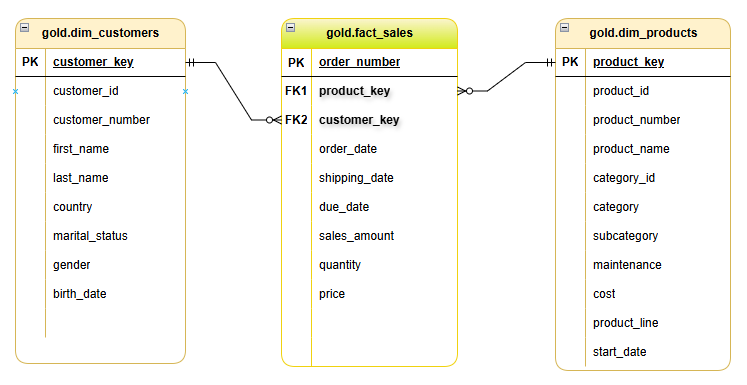 gold.dim_customers
PK customer_key
customer_id
customer_number
first_name
last_name
country
marital_status
gender
birth_date
gold.fact_sales
PK order_number
FK1 product_key
FK2 customer_key
order_date
shipping_date
due_date
sales_amount
quantity
price
gold.dim_products
PK product_key
product_id
product_number
product_name
category_id
category
subcategory
maintenance
cost
product_line
start_date